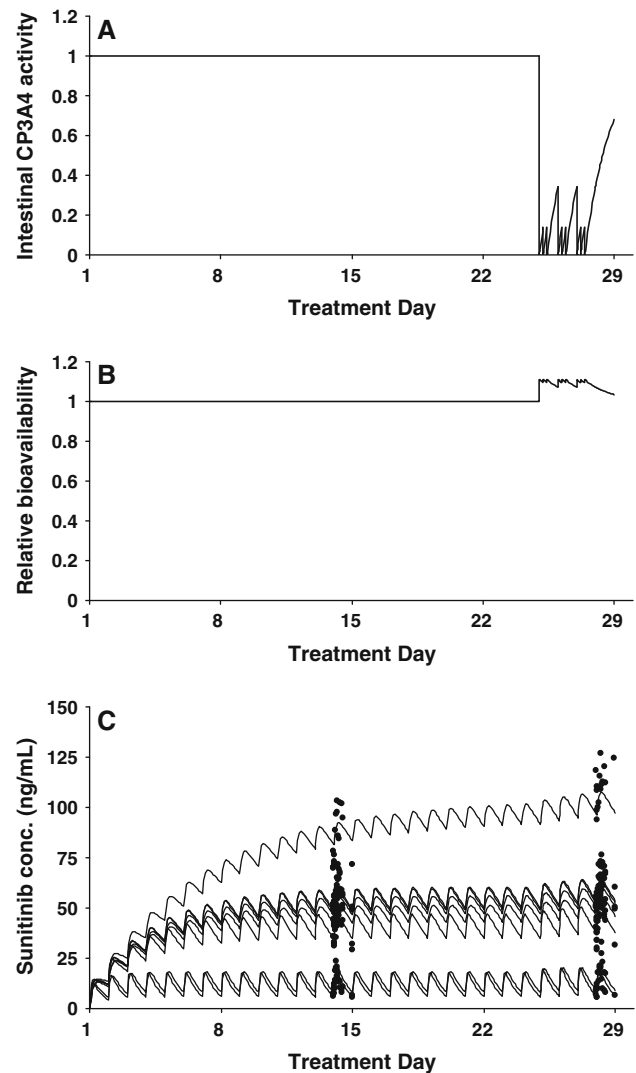 A
Intestinal CP3A4 activity
1.2
1
0.8
0.6
0.4
0.2
0
1 8 15 22 29
Treatment Day
B
Relative bioavailability
1.2
1
0.8
0.6
0.4
0.2
0
1 8 15 22 29
Treatment Day
C
Sunitinib conc. (ng/mL)
150
125
100
75
50
25
0
1 8 15 22 29
Treatment Day